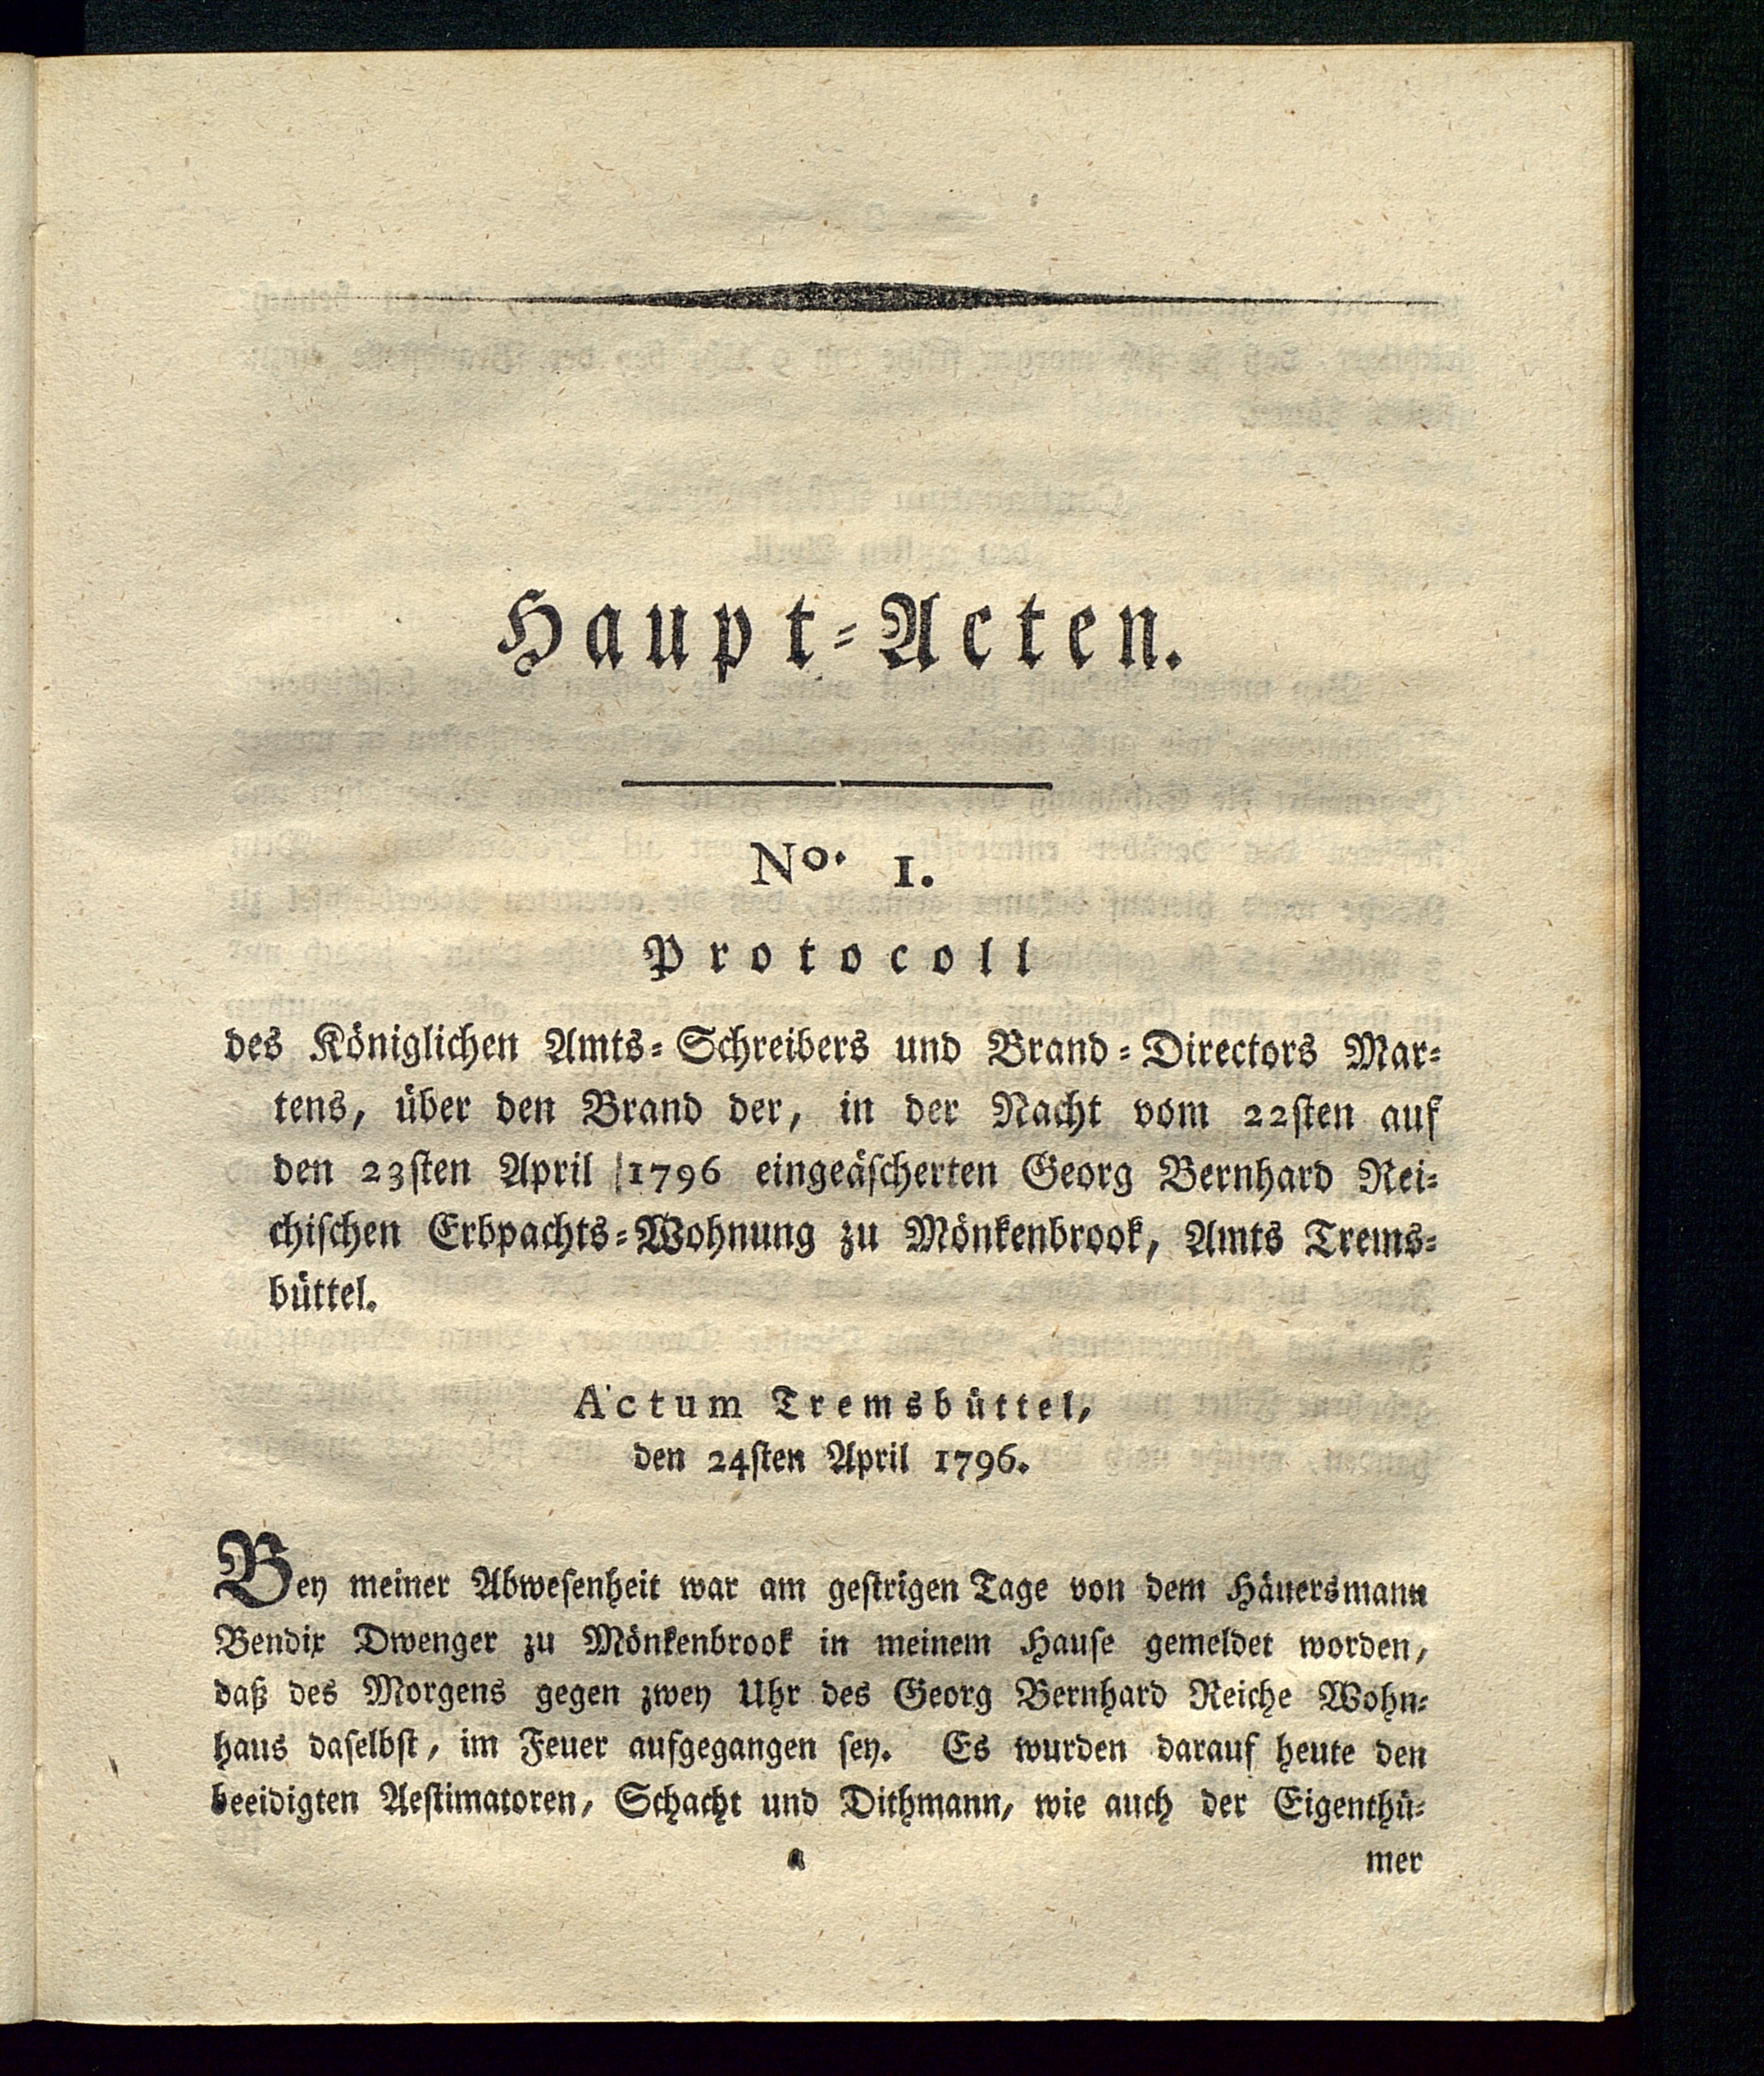 Haupt-Acten.
No. 1.
Protocoll
des Königlichen Amts-Schreibers und Brand-Directors Mar-
tens, über den Brand der, in der Nacht vom 22sten auf
den 23sten April 1796 eingeäscherten Georg Bernhard Rei-
chischen Erbpachts-Wohnung zu Mönkenbrook, Amts Trems-
büttel.
Actum Tremsbüttel,
den 24sten April 1796.
Bey meiner Abwesenheit war am gestrigen Tage von dem Häuersmann
Bendix Dwenger zu Mönkenbrook in meinem Hause gemeldet worden,
daß des Morgens gegen zwey Uhr des Georg Bernhard Reiche Wohn-
haus daselbst, im Feuer aufgegangen sey. Es wurden darauf heute den
beeidigten Aestimatoren, Schacht und Dithmann, wie auch der Eigenthü-
a mer